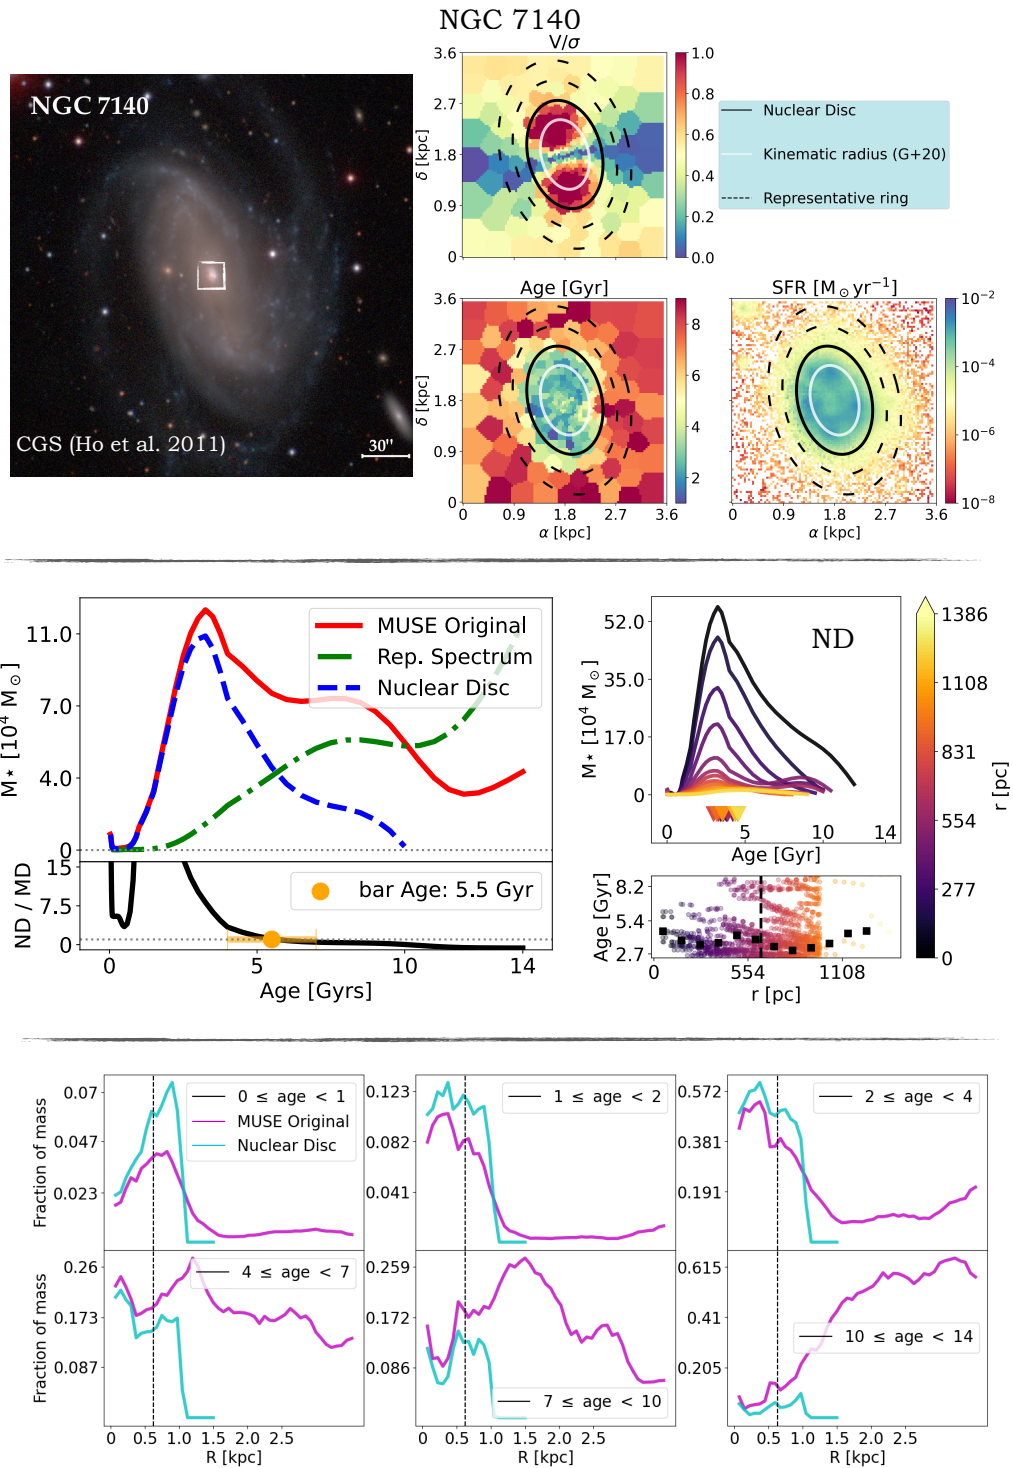 NGC 7140
NGC 7140
CGS (Ho et al. 2011)
30"
V/σ
3.6
2.7
1.8
0.9
0
δ [kpc]
1.0
0.8
0.6
0.4
0.2
0.0
Nuclear Disc
Kinematic radius (G+20)
Representative ring
Age [Gyr]
3.6
2.7
1.8
0.9
0
δ [kpc]
0 0.9 1.8 2.7 3.6
α [kpc]
8
6
4
2
SFR [M⊙yr⁻¹]
0 0.9 1.8 2.7 3.6
α [kpc]
10⁻²
10⁻⁴
10⁻⁶
10⁻⁸
11.0
7.0
4.0
0
M⋆ [10⁴ M⊙]
MUSE Original
Rep. Spectrum
Nuclear Disc
15
7.5
0
ND / MD
bar Age: 5.5 Gyr
0 5 10 14
Age [Gyrs]
52.0
35.0
17.0
0
M⋆ [10⁴ M⊙]
ND
0 5 10 14
Age [Gyr]
8.2
5.4
2.7
Age [Gyr]
0 554 1108
r [pc]
1386
1108
831
554
277
0
r [pc]
0.07
0.047
0.023
Fraction of mass
0 ≤ age < 1
MUSE Original
Nuclear Disc
0.123
0.082
0.041
1 ≤ age < 2
0.572
0.381
0.191
2 ≤ age < 4
0.26
0.173
0.087
Fraction of mass
4 ≤ age < 7
0 0.5 1.0 1.5 2.0 2.5
R [kpc]
0.259
0.172
0.086
7 ≤ age < 10
0 0.5 1.0 1.5 2.0 2.5
R [kpc]
0.615
0.41
0.205
10 ≤ age < 14
0 0.5 1.0 1.5 2.0 2.5
R [kpc]